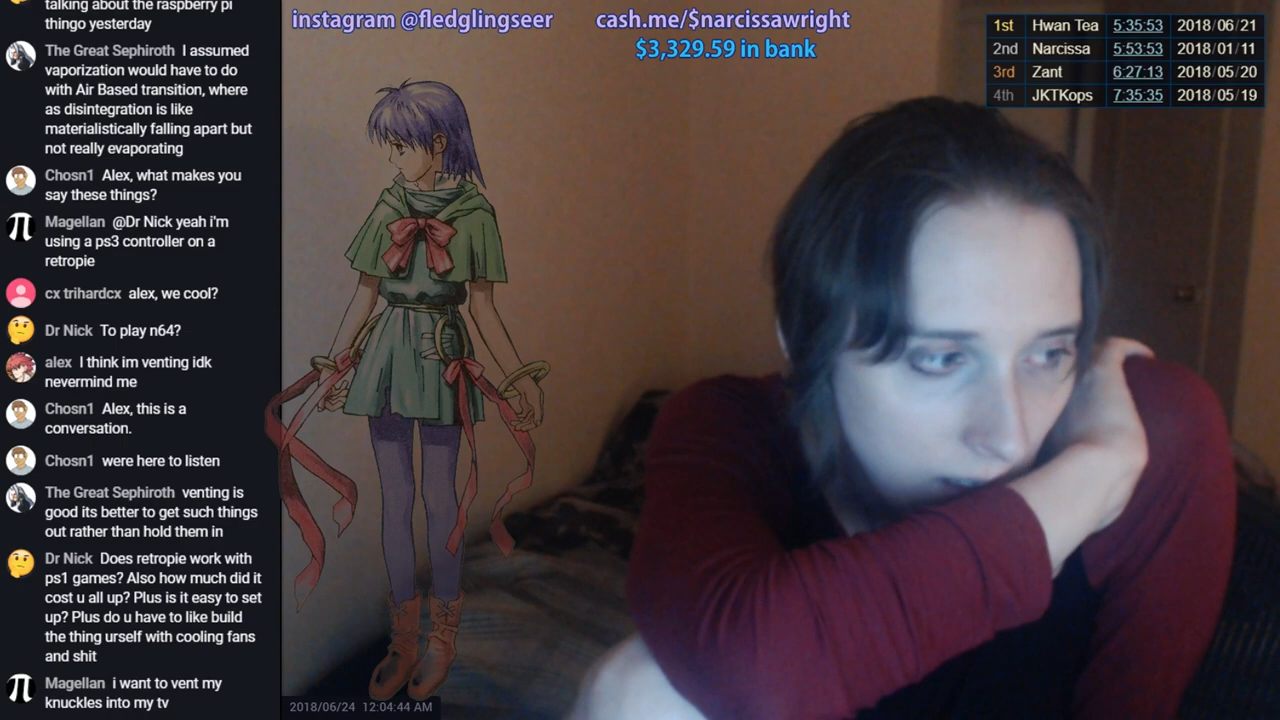 talking about the raspberry pi
thingo yesterday
The Great Sephiroth I assumed
vaporization would have to do
with Air Based transition, where
as disintegration is like
materialistically falling apart but
not really evaporating
Chosn1 Alex, what makes you
say these things?
Magellan @Dr Nick yeah i'm
using a ps3 controller on a
retropie
cx trihardcx alex, we cool?
Dr Nick To play n64?
alex I think im venting idk
nevermind me
Chosn1 Alex, this is a
conversation.
Chosn1 were here to listen
The Great Sephiroth venting is
good its better to get such things
out rather than hold them in
Dr Nick Does retropie work with
ps1 games? Also how much did it
cost u all up? Plus is it easy to set
up? Plus do u have to like build
the thing urself with cooling fans
and shit
Magellan i want to vent my
knuckles into my tv
instagram @fledglingseer
cash.me/$narcissawright
$3,329.59 in bank
1st Hwan Tea 5:35:53 2018/06/21
2nd Narcissa 5:53:53 2018/01/11
3rd Zant 6:27:13 2018/05/20
4th JKTKops 7:35:35 2018/05/19
2018/06/24 12:04:44 AM